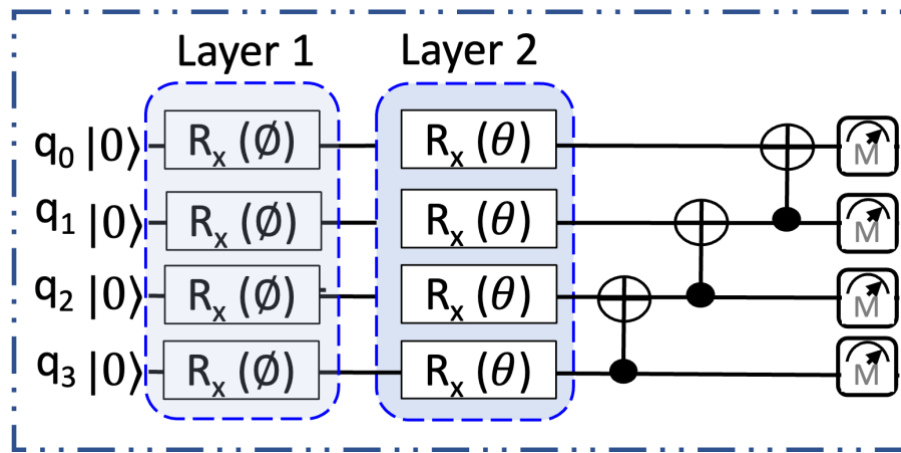 Layer 1 Layer 2
q₀ |0⟩ Rₓ (∅) Rₓ (θ) M
q₁ |0⟩ Rₓ (∅) Rₓ (θ) M
q₂ |0⟩ Rₓ (∅) Rₓ (θ) M
q₃ |0⟩ Rₓ (∅) Rₓ (θ) M